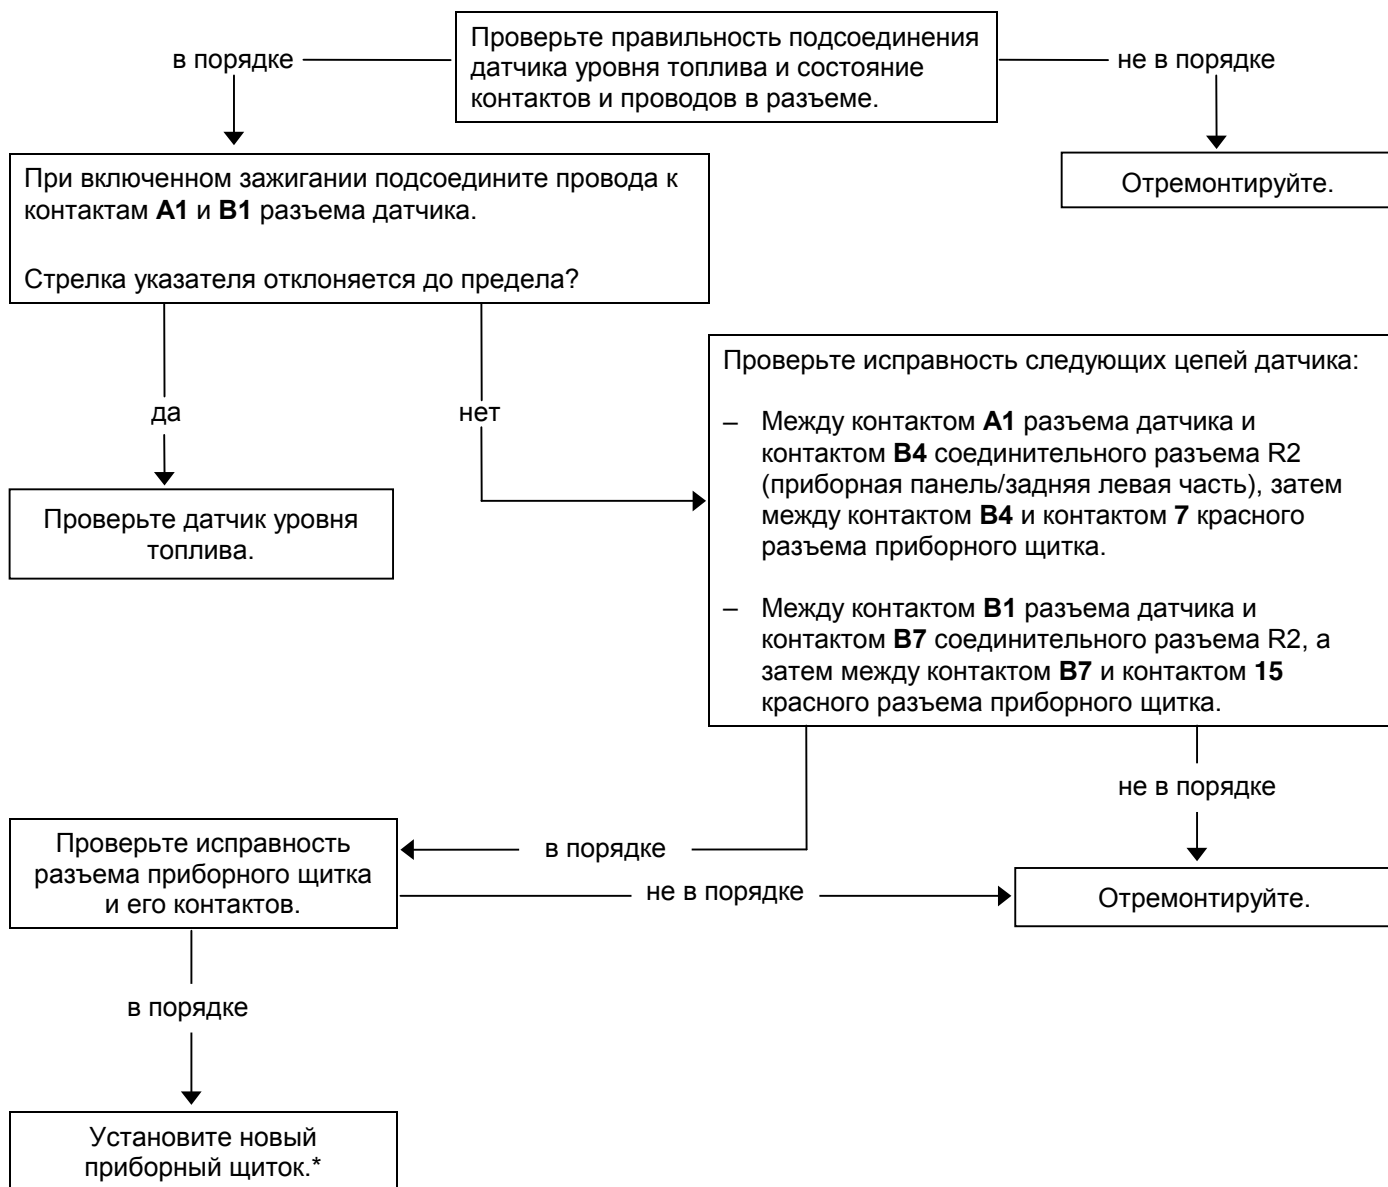 Проверьте правильность подсоединения
датчика уровня топлива и состояние
контактов и проводов в разъеме.
в порядке
не в порядке
При включенном зажигании подсоедините провода к
контактам A1 и B1 разъема датчика.
Стрелка указателя отклоняется до предела?
Отремонтируйте.
да
нет
Проверьте датчик уровня
топлива.
Проверьте исправность следующих цепей датчика:
– Между контактом A1 разъема датчика и
контактом B4 соединительного разъема R2
(приборная панель/задняя левая часть), затем
между контактом B4 и контактом 7 красного
разъема приборного щитка.
– Между контактом B1 разъема датчика и
контактом B7 соединительного разъема R2, а
затем между контактом B7 и контактом 15
красного разъема приборного щитка.
в порядке
не в порядке
Проверьте исправность
разъема приборного щитка
и его контактов.
не в порядке
Отремонтируйте.
в порядке
Установите новый
приборный щиток.*